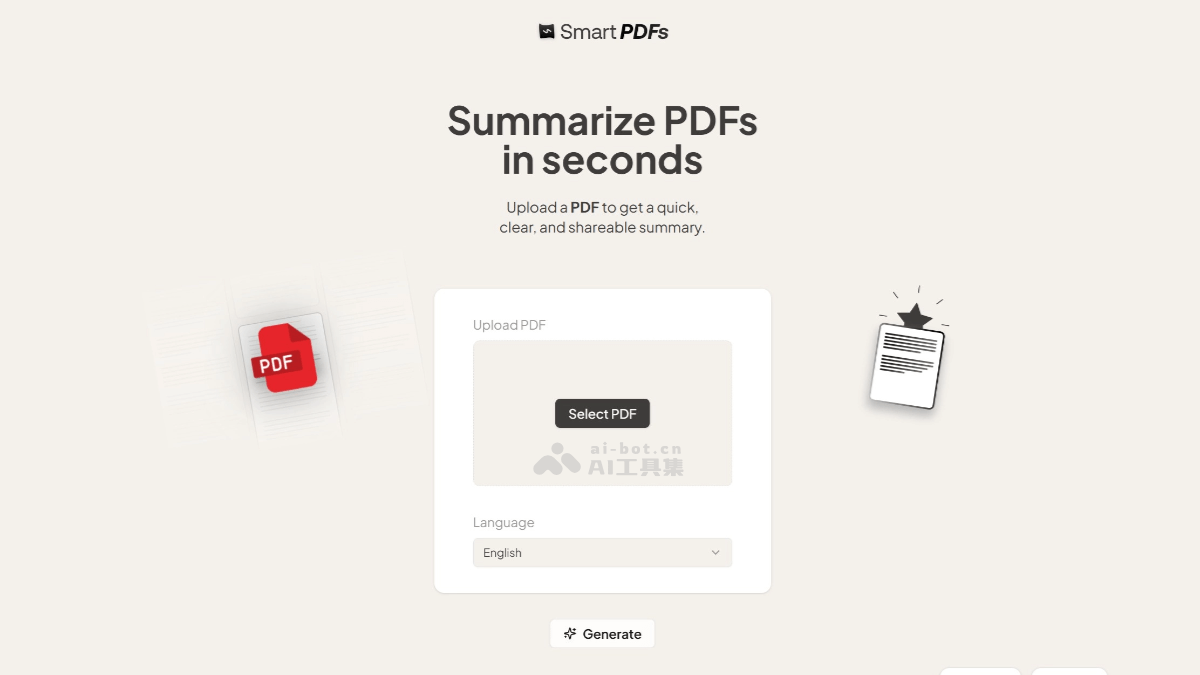 Smart PDFs
Summarize PDFs
in seconds
Upload a PDF to get a quick,
clear, and shareable summary.
PDF
Upload PDF
Select PDF
ai-bot.cn
AI工具集
Language
English
Generate